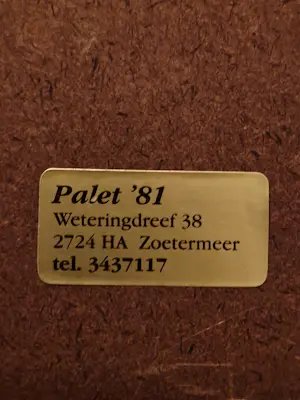 Palet '81
Weteringdreef 38
2724 HA Zoetermeer
tel. 3437117